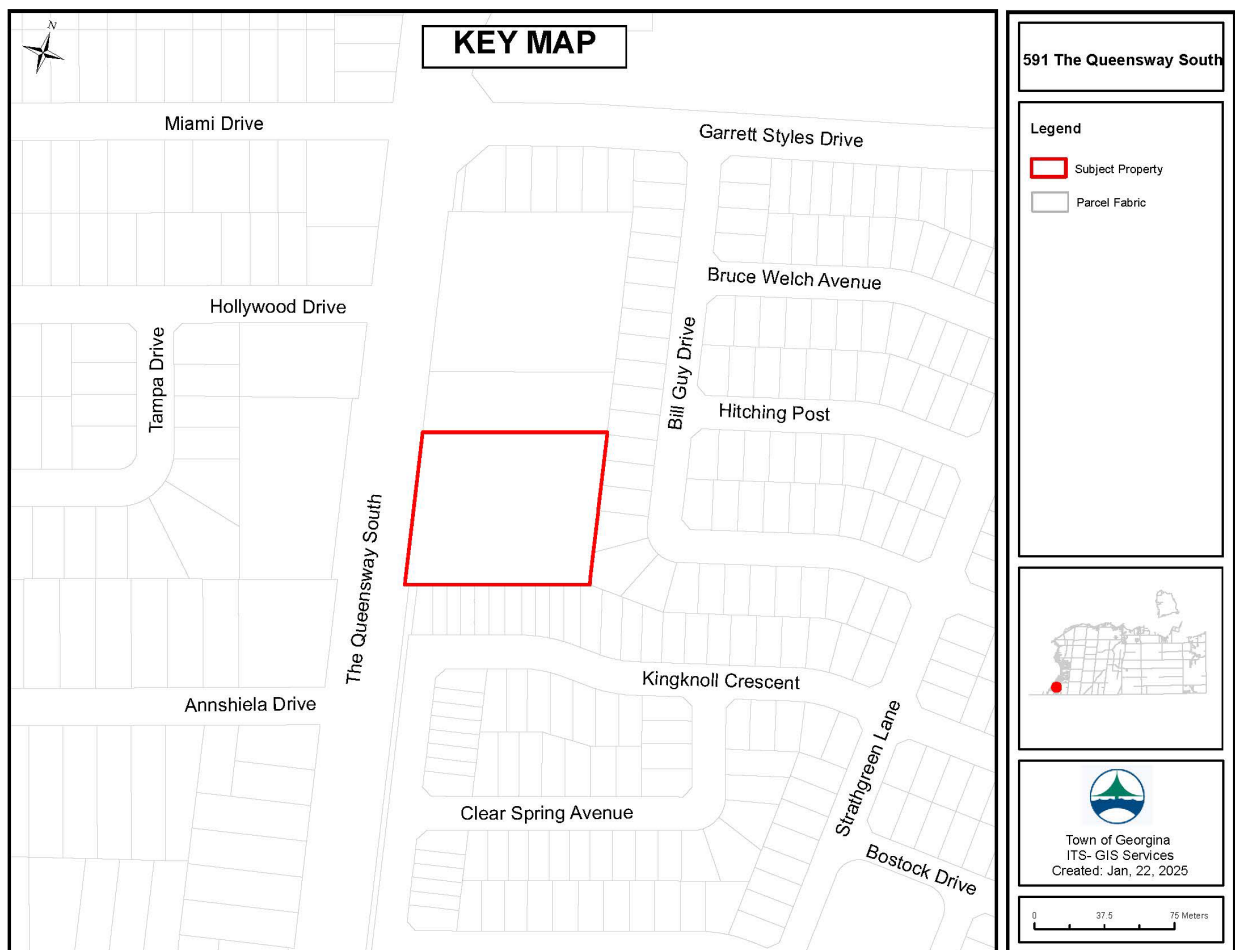 N
KEY MAP
Miami Drive
Garrett Styles Drive
Bruce Welch Avenue
Hollywood Drive
Tampa Drive
Bill Guy Drive
Hitching Post
The Queensway South
Kingknoll Crescent
Annshiela Drive
Strathgreen Lane
Clear Spring Avenue
Bostock Drive
591 The Queensway South
Legend
Subject Property
Parcel Fabric
Town of Georgina
ITS- GIS Services
Created: Jan, 22, 2025
0 37.5 75 Meters